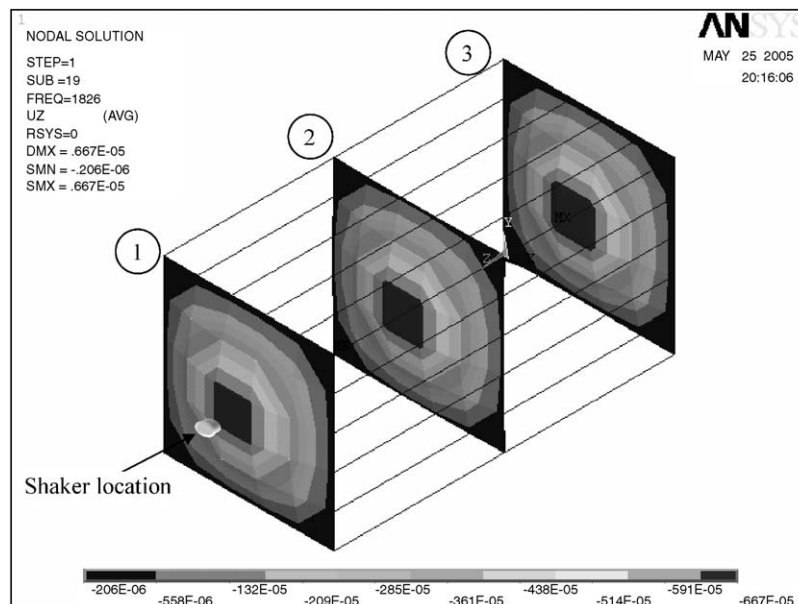 1
ANSYS
NODAL SOLUTION
STEP=1
SUB =19
FREQ=1826
UZ (AVG)
RSYS=0
DMX = .667E-05
SMN = -.206E-06
SMX = .667E-05
MAY 25 2005
20:16:06
3
2
1
MX
Y
Z
Shaker location
-206E-06 -132E-05 -285E-05 -438E-05 -591E-05
-558E-06 -209E-05 -361E-05 -514E-05 -667E-05